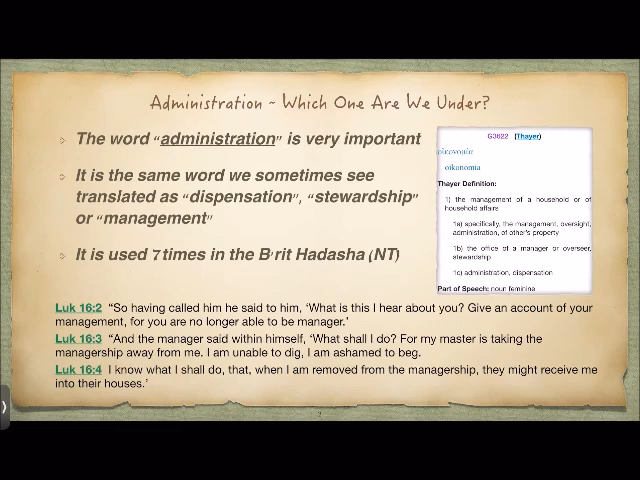 Administration ~ Which One Are We Under?
The word "administration" is very important
It is the same word we sometimes see
translated as "dispensation", "stewardship"
or "management"
It is used 7 times in the B'rit Hadasha (NT)
G3622 (Thayer)
οἰκονομία
oikonomia
Thayer Definition:
1) the management of a household or of
household affairs
1a) specifically, the management, oversight,
administration, of other's property
1b) the office of a manager or overseer,
stewardship
1c) administration, dispensation
Part of Speech: noun feminine
Luk 16:2 "So having called him he said to him, 'What is this I hear about you? Give an account of your
management, for you are no longer able to be manager.'
Luk 16:3 "And the manager said within himself, 'What shall I do? For my master is taking the
managership away from me. I am unable to dig, I am ashamed to beg.
Luk 16:4 I know what I shall do, that, when I am removed from the managership, they might receive me
into their houses.'